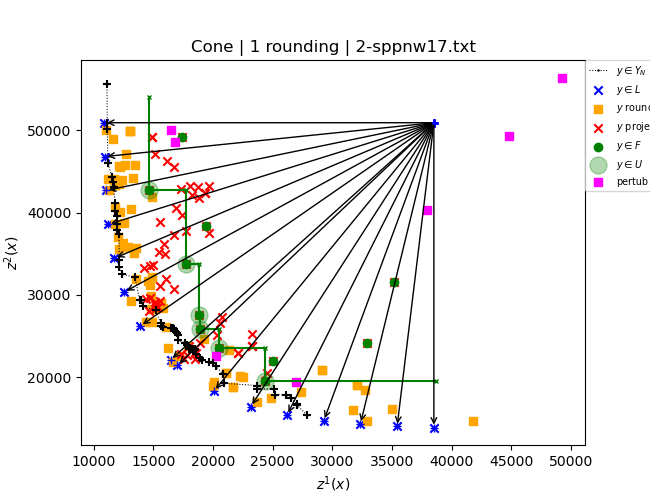 Cone | 1 rounding | 2-sppnw17.txt
z²(x)
50000
40000
30000
20000
10000 15000 20000 25000 30000 35000 40000 45000 50000
z¹(x)
y ∈ Y_N
y ∈ L
y roun
y proje
y ∈ F
y ∈ U
pertub